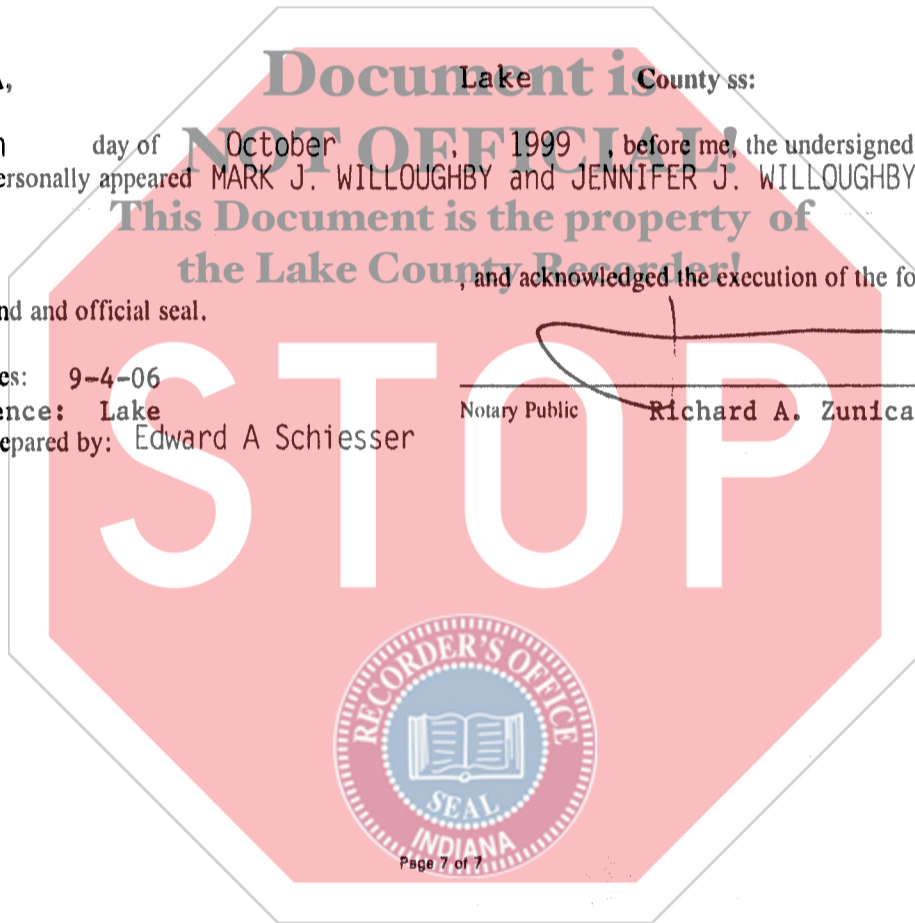 Document is
NOT OFFICIAL!
This Document is the property of
the Lake County Recorder!
Lake County ss:
day of October , 1999 , before me, the undersigned
ersonally appeared MARK J. WILLOUGHBY and JENNIFER J. WILLOUGHBY
, and acknowledged the execution of the fo
nd and official seal.
es: 9-4-06
ence: Lake
Notary Public Richard A. Zunica
epared by: Edward A Schiesser
STOP
RECORDER'S OFFICE
SEAL
INDIANA
Page 7 of 7